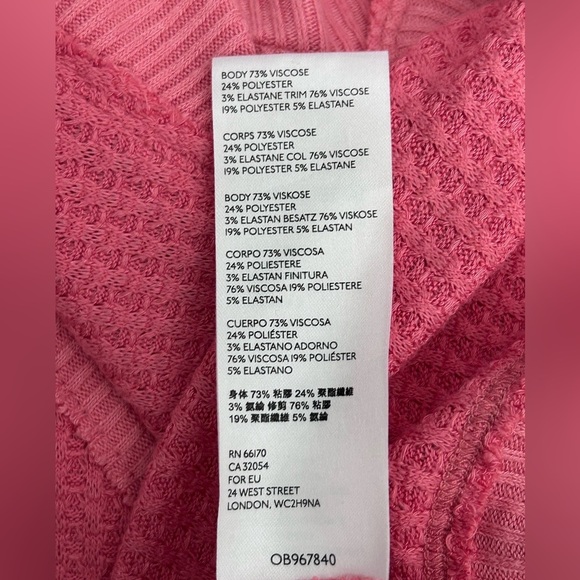 BODY 73% VISCOSE
24% POLYESTER
3% ELASTANE TRIM 76% VISCOSE
19% POLYESTER 5% ELASTANE
CORPS 73% VISCOSE
24% POLYESTER
3% ELASTANE COL 76% VISCOSE
19% POLYESTER 5% ELASTANE
BODY 73% VISKOSE
24% POLYESTER
3% ELASTAN BESATZ 76% VISKOSE
19% POLYESTER 5% ELASTAN
CORPO 73% VISCOSA
24% POLIESTERE
3% ELASTAN FINITURA
76% VISCOSA 19% POLIESTERE
5% ELASTAN
CUERPO 73% VISCOSA
24% POLIÉSTER
3% ELASTANO ADORNO
76% VISCOSA 19% POLIÉSTER
5% ELASTANO
身体 73% 粘膠 24% 聚酯纖維
3% 氨綸 修剪 76% 粘膠
19% 聚酯纖維 5% 氨綸
RN 66170
CA 32054
FOR EU
24 WEST STREET
LONDON, WC2H9NA
OB967840